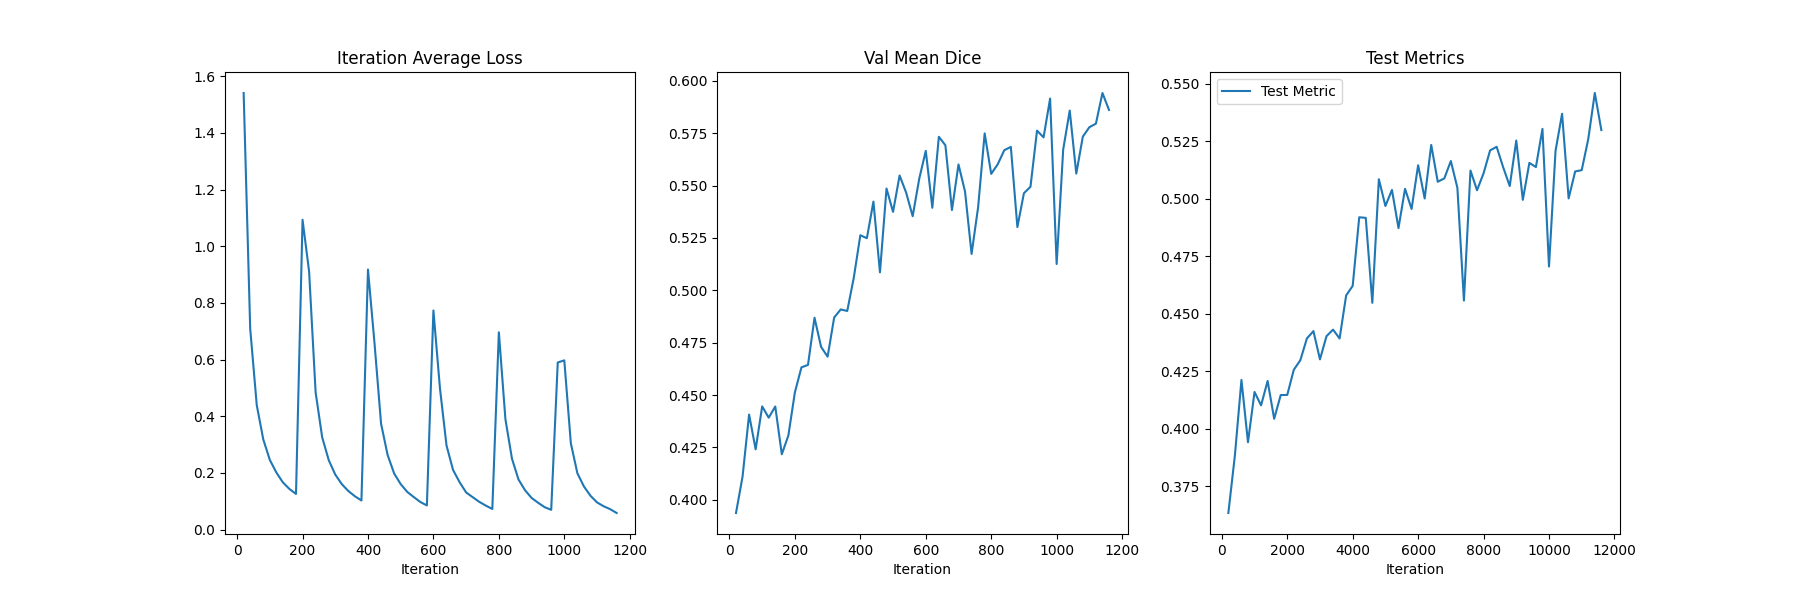 Iteration Average Loss
1.6
1.4
1.2
1.0
0.8
0.6
0.4
0.2
0.0
0 200 400 600 800 1000 1200
Iteration
Val Mean Dice
0.600
0.575
0.550
0.525
0.500
0.475
0.450
0.425
0.400
0 200 400 600 800 1000 1200
Iteration
Test Metrics
Test Metric
0.550
0.525
0.500
0.475
0.450
0.425
0.400
0.375
0 2000 4000 6000 8000 10000 12000
Iteration